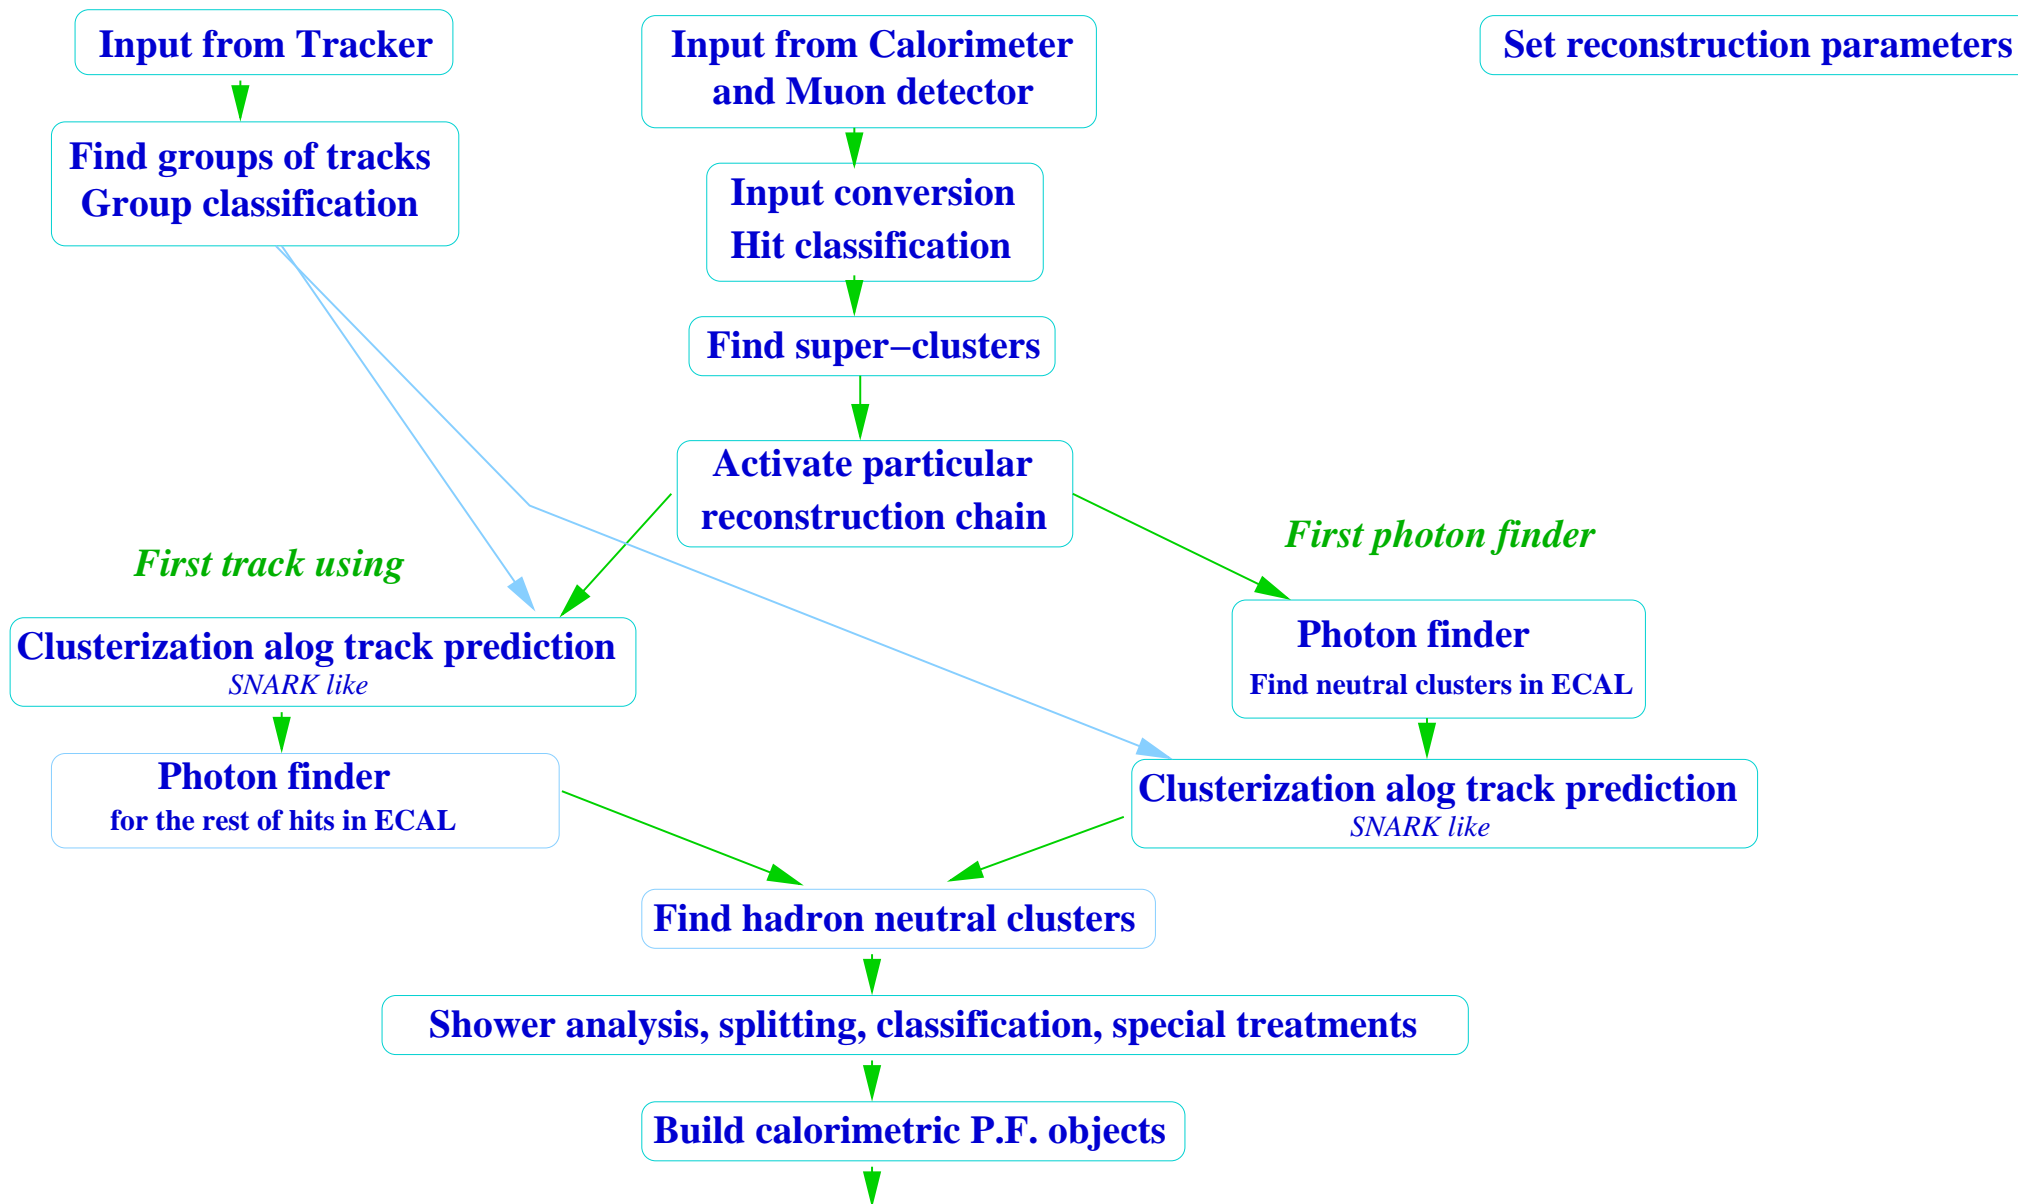 Input from Tracker
Input from Calorimeter
and Muon detector
Set reconstruction parameters
Find groups of tracks
Group classification
Input conversion
Hit classification
Find super−clusters
Activate particular
reconstruction chain
First track using
First photon finder
Clusterization alog track prediction
SNARK like
Photon finder
Find neutral clusters in ECAL
Photon finder
for the rest of hits in ECAL
Clusterization alog track prediction
SNARK like
Find hadron neutral clusters
Shower analysis, splitting, classification, special treatments
Build calorimetric P.F. objects